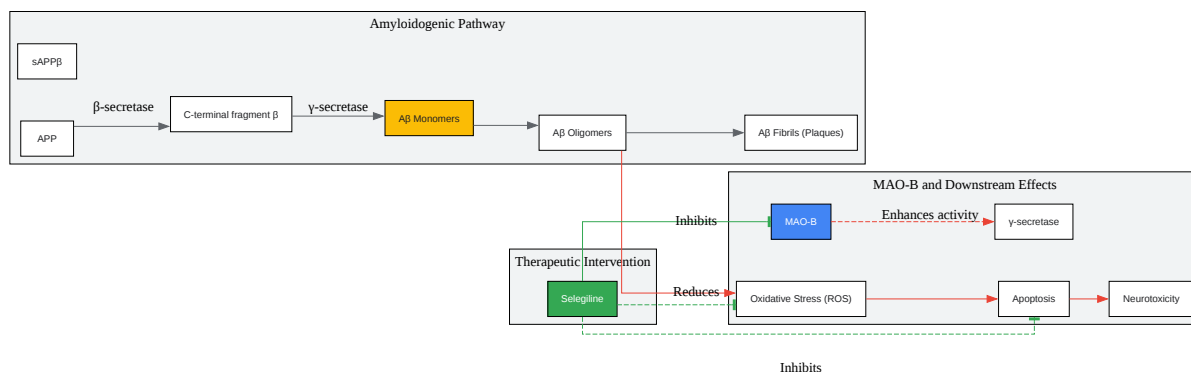 Amyloidogenic Pathway
sAPPβ
β-secretase
APP
C-terminal fragment β
γ-secretase
Aβ Monomers
Aβ Oligomers
Aβ Fibrils (Plaques)
MAO-B and Downstream Effects
Inhibits
MAO-B
Enhances activity
γ-secretase
Therapeutic Intervention
Selegiline
Reduces
Oxidative Stress (ROS)
Apoptosis
Neurotoxicity
Inhibits